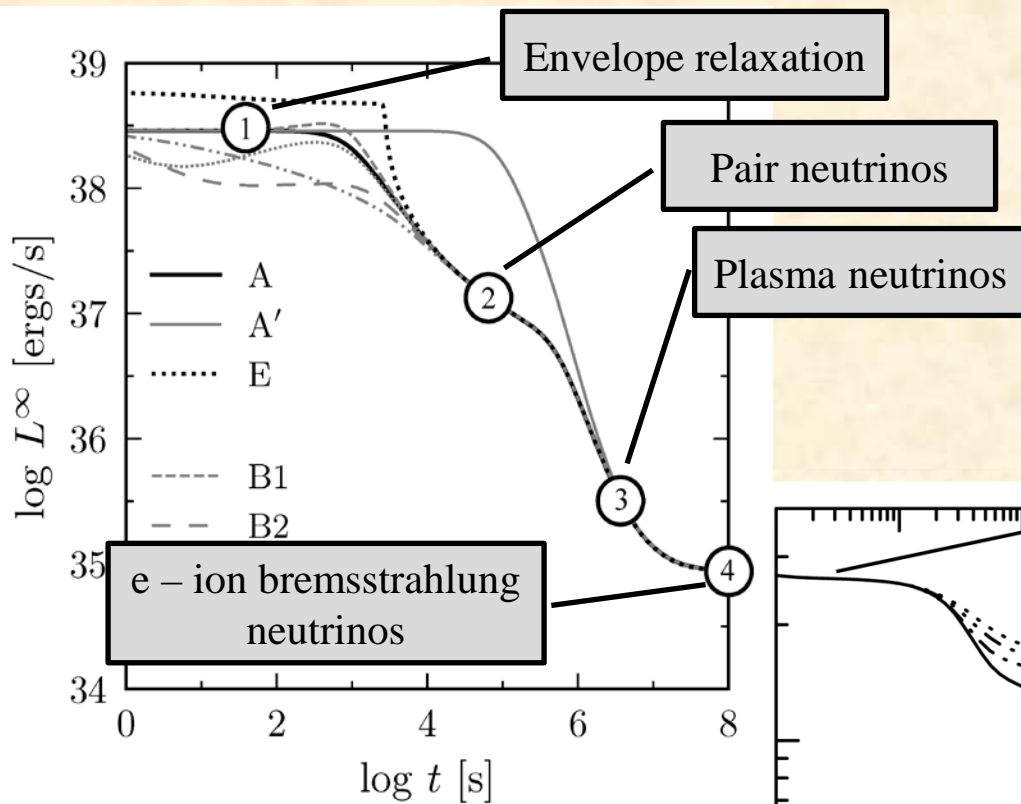 Envelope relaxation
Pair neutrinos
Plasma neutrinos
e – ion bremsstrahlung
neutrinos
log L∞ [ergs/s]
39
38
37
36
35
34
1
2
3
4
A
A′
E
B1
B2
0 2 4 6 8
log t [s]